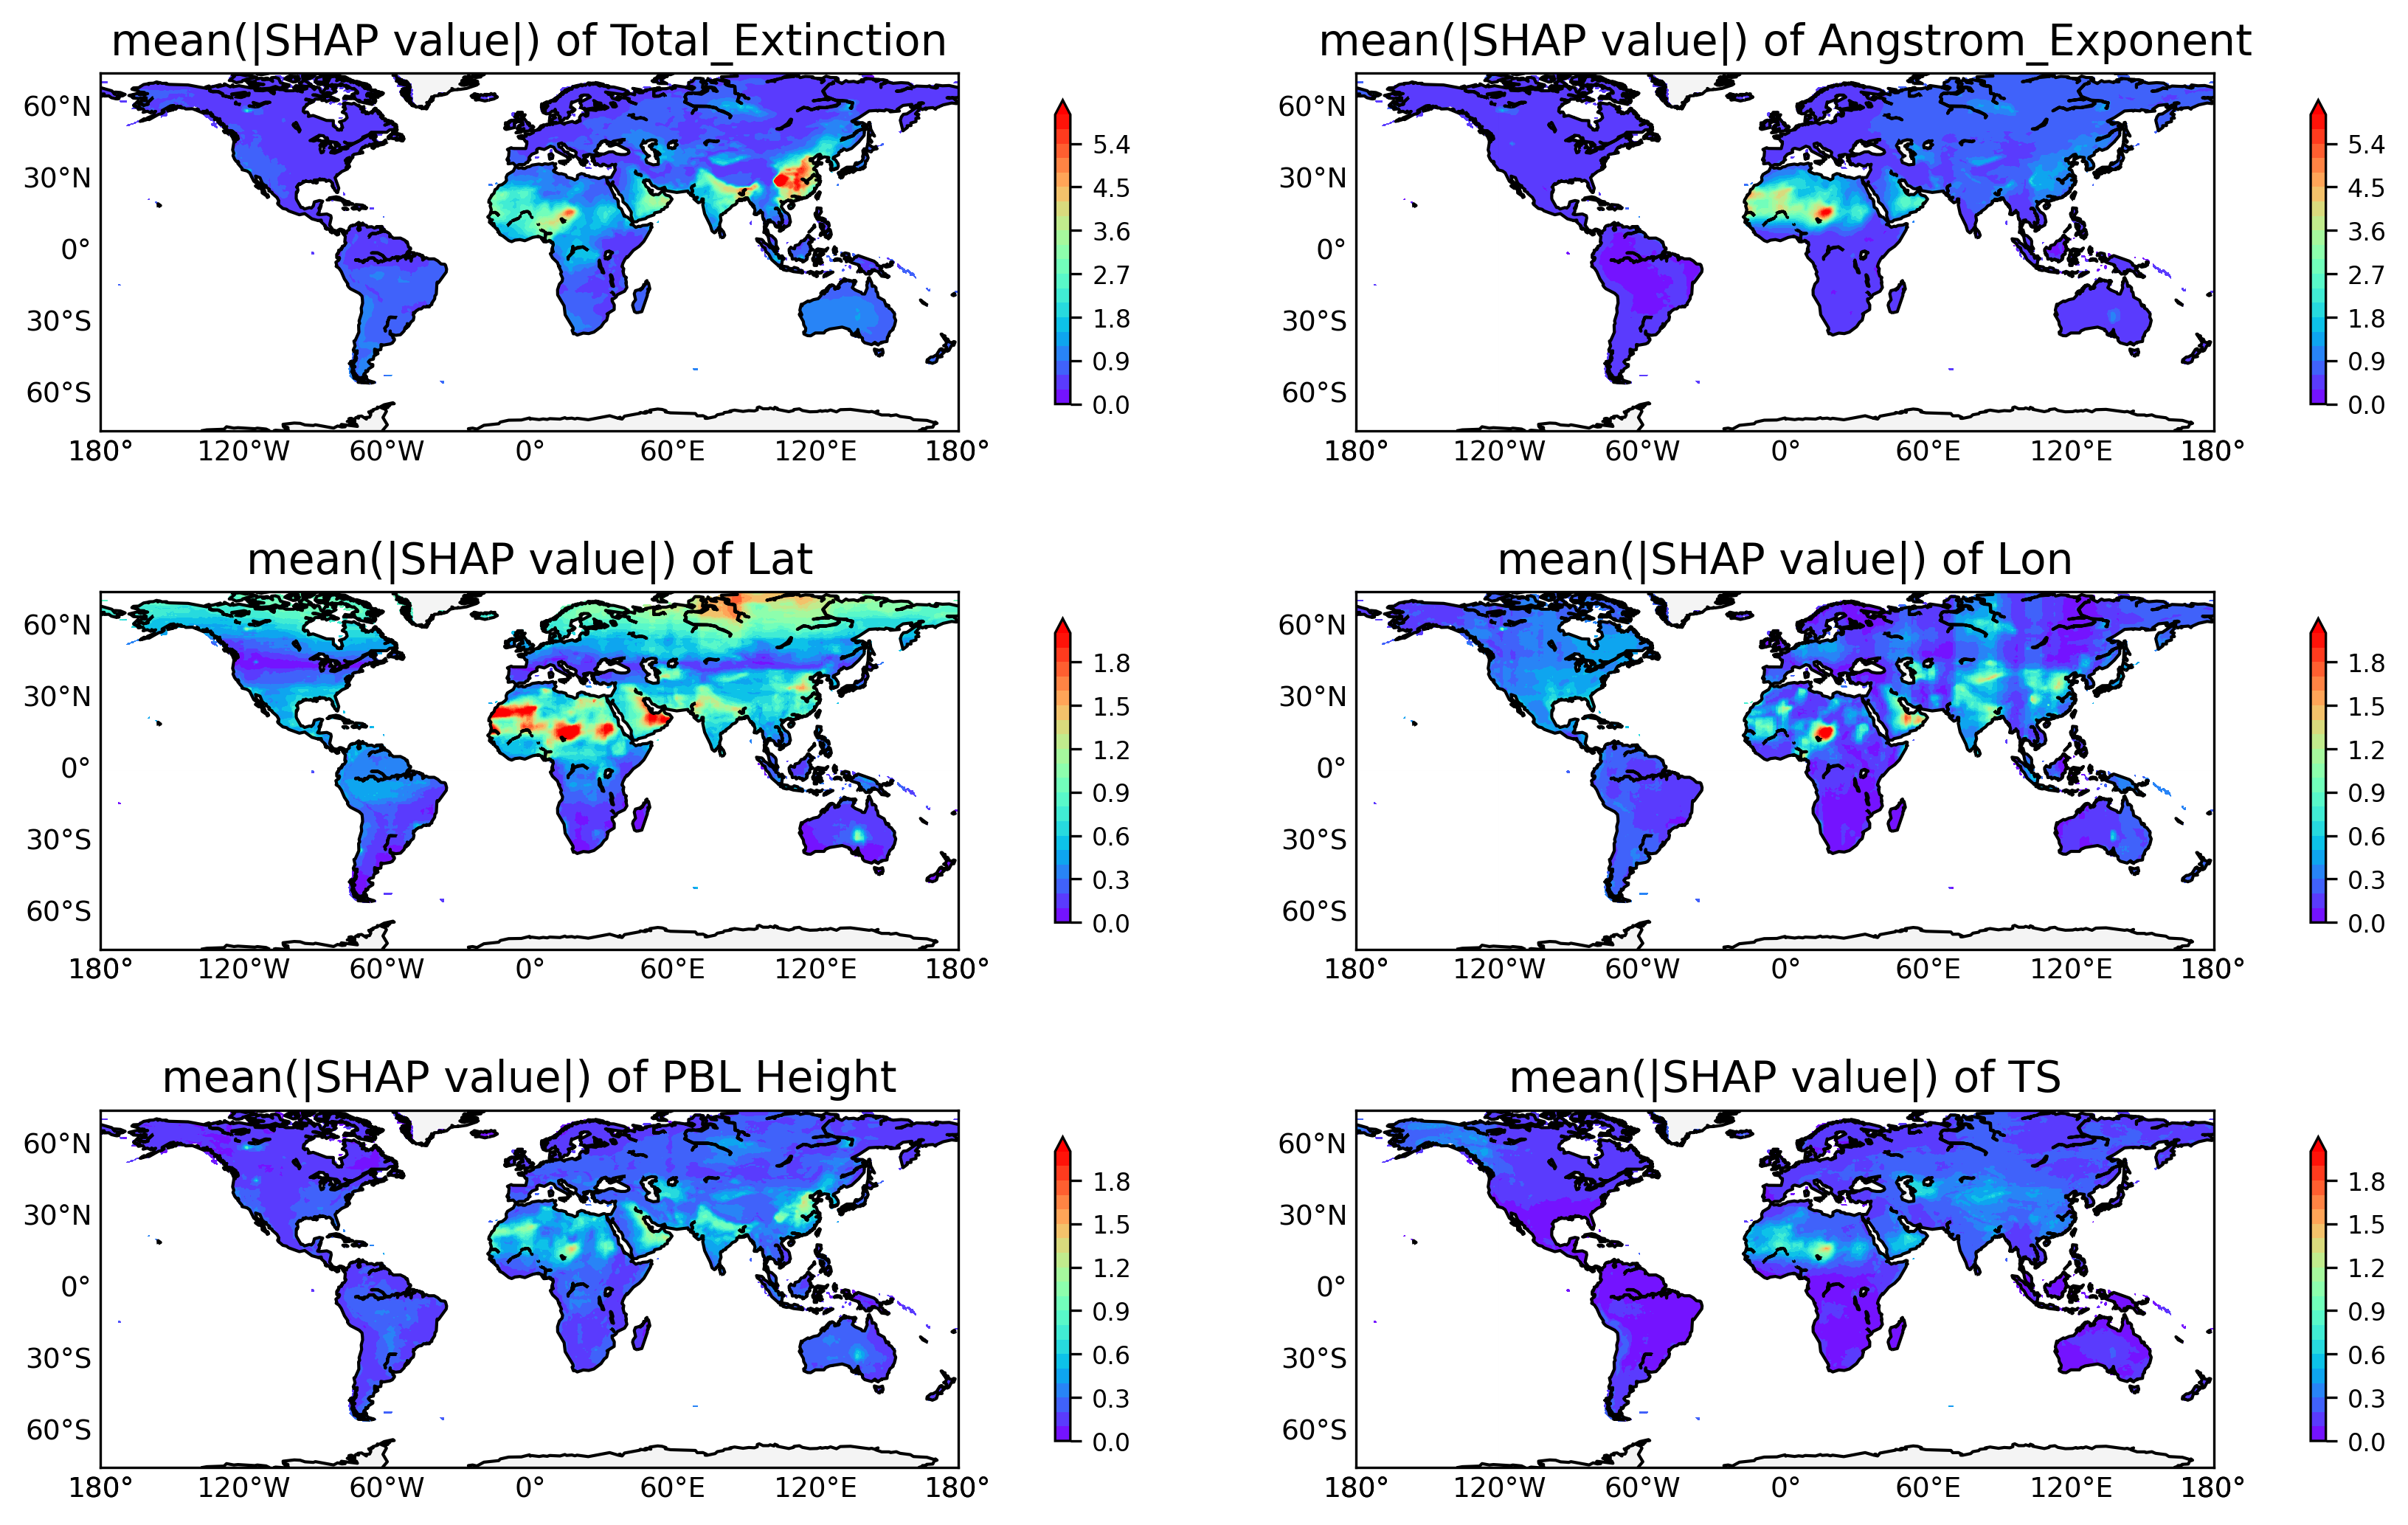 mean(|SHAP value|) of Total_Extinction
60°N
30°N
0°
30°S
60°S
180° 120°W 60°W 0° 60°E 120°E 180°
5.4
4.5
3.6
2.7
1.8
0.9
0.0
mean(|SHAP value|) of Angstrom_Exponent
60°N
30°N
0°
30°S
60°S
180° 120°W 60°W 0° 60°E 120°E 180°
5.4
4.5
3.6
2.7
1.8
0.9
0.0
mean(|SHAP value|) of Lat
60°N
30°N
0°
30°S
60°S
180° 120°W 60°W 0° 60°E 120°E 180°
1.8
1.5
1.2
0.9
0.6
0.3
0.0
mean(|SHAP value|) of Lon
60°N
30°N
0°
30°S
60°S
180° 120°W 60°W 0° 60°E 120°E 180°
1.8
1.5
1.2
0.9
0.6
0.3
0.0
mean(|SHAP value|) of PBL Height
60°N
30°N
0°
30°S
60°S
180° 120°W 60°W 0° 60°E 120°E 180°
1.8
1.5
1.2
0.9
0.6
0.3
0.0
mean(|SHAP value|) of TS
60°N
30°N
0°
30°S
60°S
180° 120°W 60°W 0° 60°E 120°E 180°
1.8
1.5
1.2
0.9
0.6
0.3
0.0